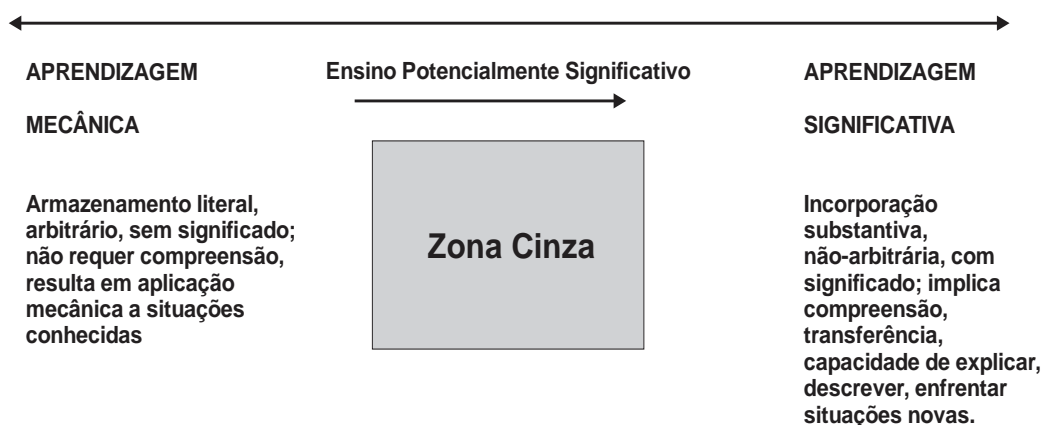 APRENDIZAGEM
MECÂNICA
Armazenamento literal,
arbitrário, sem significado;
não requer compreensão,
resulta em aplicação
mecânica a situações
conhecidas
Ensino Potencialmente Significativo
Zona Cinza
APRENDIZAGEM
SIGNIFICATIVA
Incorporação
substantiva,
não-arbitrária, com
significado; implica
compreensão,
transferência,
capacidade de explicar,
descrever, enfrentar
situações novas.